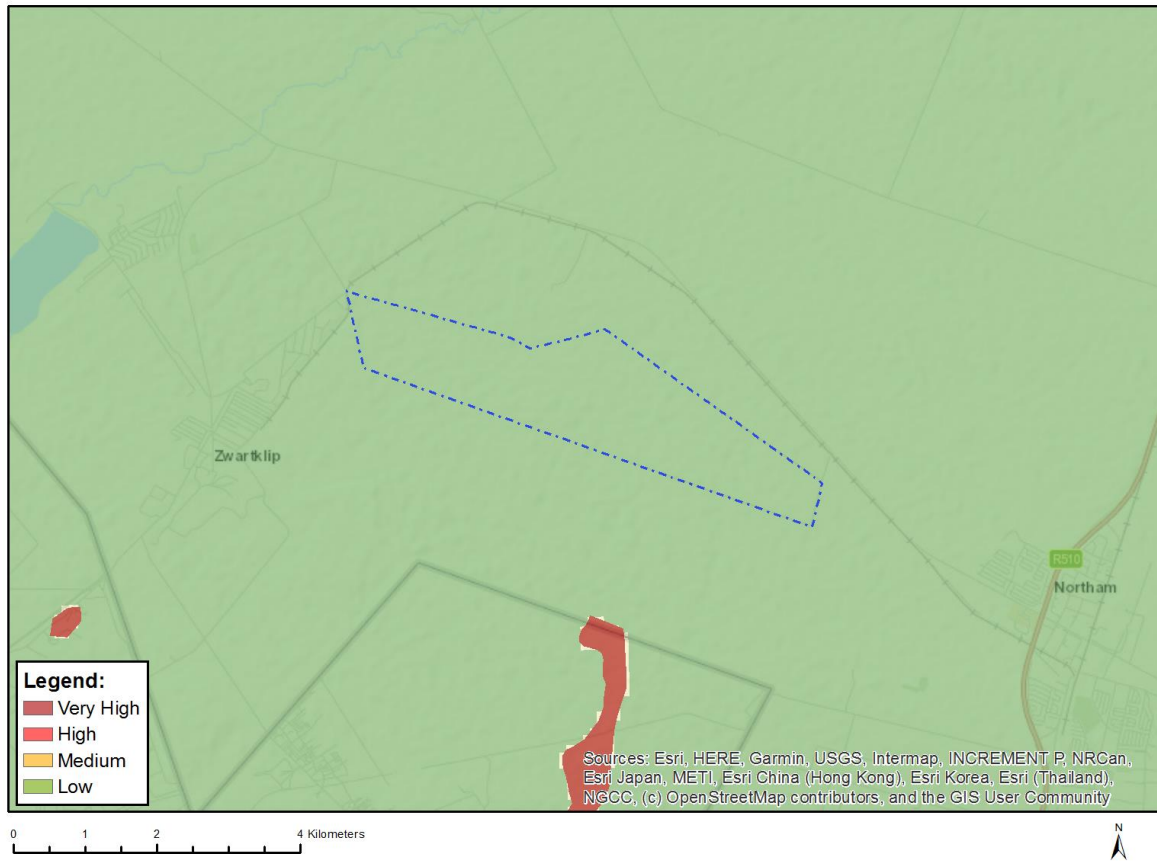 Zwartklip
R510
Northam
Legend:
Very High
High
Medium
Low
Sources: Esri, HERE, Garmin, USGS, Intermap, INCREMENT P, NRCan,
Esri Japan, METI, Esri China (Hong Kong), Esri Korea, Esri (Thailand),
NGCC, (c) OpenStreetMap contributors, and the GIS User Community
0 1 2 4 Kilometers
N